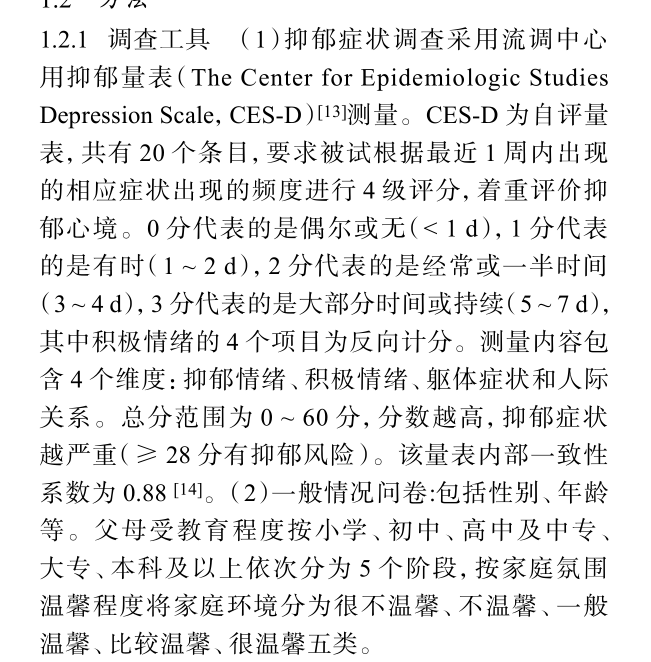 1.2 方法
1.2.1 调查工具 （1）抑郁症状调查采用流调中心
用抑郁量表（The Center for Epidemiologic Studies
Depression Scale, CES-D）[13]测量。CES-D 为自评量
表，共有 20 个条目，要求被试根据最近 1 周内出现
的相应症状出现的频度进行 4 级评分，着重评价抑
郁心境。0 分代表的是偶尔或无（< 1 d），1 分代表
的是有时（1 ~ 2 d），2 分代表的是经常或一半时间
（3 ~ 4 d），3 分代表的是大部分时间或持续（5 ~ 7 d），
其中积极情绪的 4 个项目为反向计分。测量内容包
含 4 个维度：抑郁情绪、积极情绪、躯体症状和人际
关系。总分范围为 0 ~ 60 分，分数越高，抑郁症状
越严重（≥ 28 分有抑郁风险）。该量表内部一致性
系数为 0.88 [14]。（2）一般情况问卷:包括性别、年龄
等。父母受教育程度按小学、初中、高中及中专、
大专、本科及以上依次分为 5 个阶段，按家庭氛围
温馨程度将家庭环境分为很不温馨、不温馨、一般
温馨、比较温馨、很温馨五类。